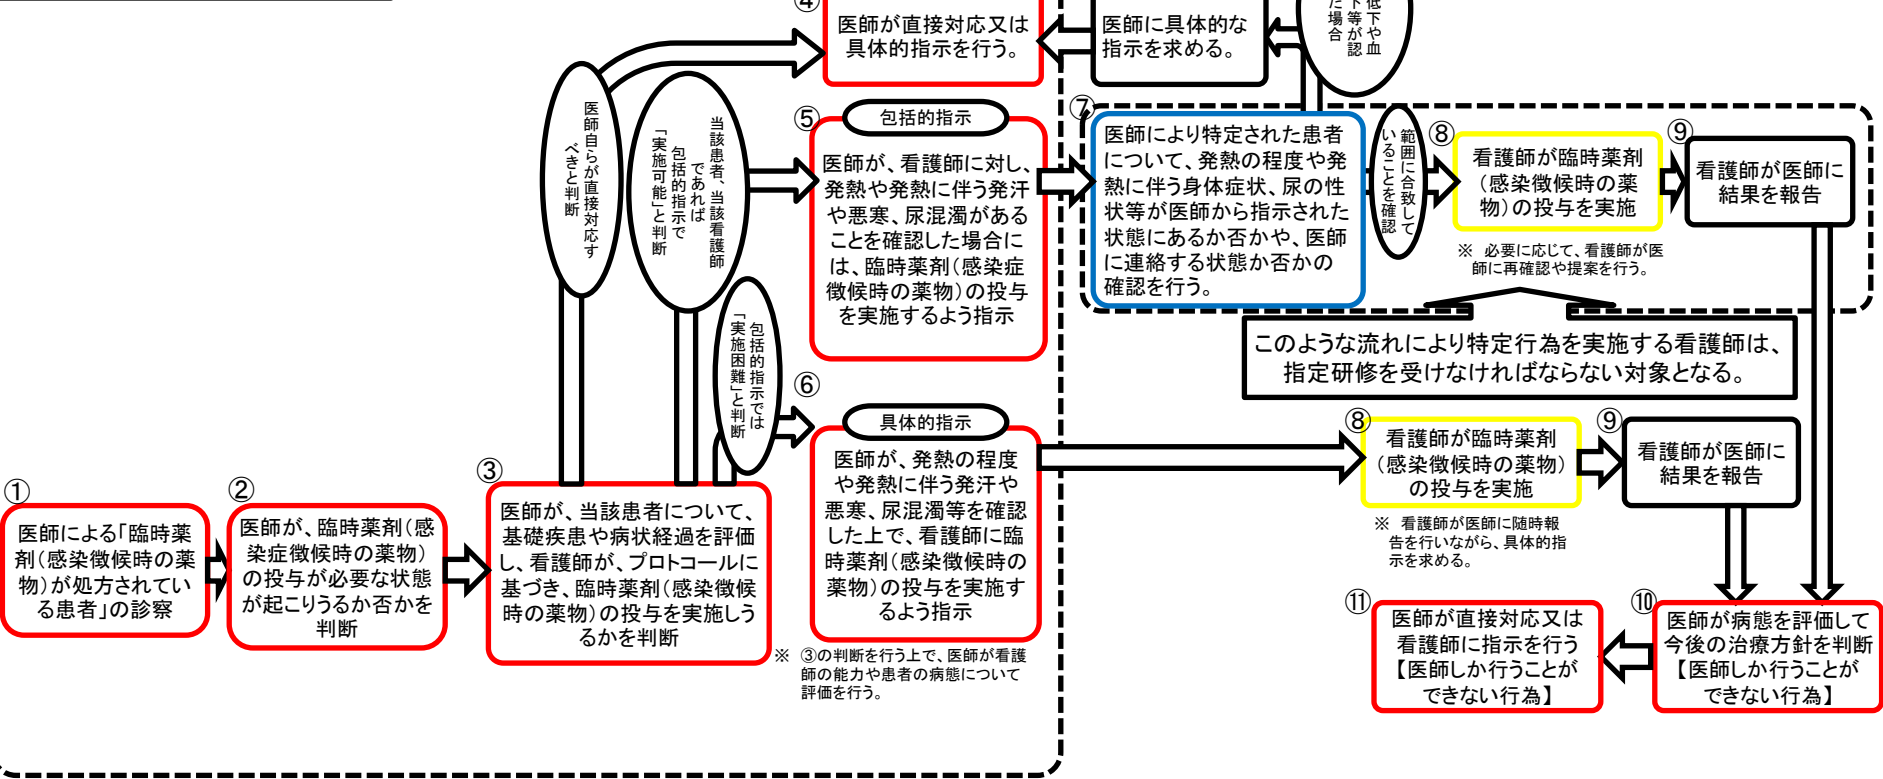 ④
医師が直接対応又は
具体的指示を行う。
医師に具体的な
指示を求める。
低下や血
下等が認
た場合
医師自らが直接対応す
べきと判断
当該患者、当該看護師
であれば
包括的指示で
「実施可能」と判断
包括的指示では
「実施困難」と判断
⑤
包括的指示
医師が、看護師に対し、
発熱や発熱に伴う発汗
や悪寒、尿混濁がある
ことを確認した場合に
は、臨時薬剤（感染症
徴候時の薬物）の投与
を実施するよう指示
⑦
医師により特定された患者
について、発熱の程度や発
熱に伴う身体症状、尿の性
状等が医師から指示された
状態にあるか否かや、医師
に連絡する状態か否かの
確認を行う。
範囲に合致して
いることを確認
⑧
看護師が臨時薬剤
（感染徴候時の薬
物）の投与を実施
※ 必要に応じて、看護師が医
師に再確認や提案を行う。
⑨
看護師が医師に
結果を報告
このような流れにより特定行為を実施する看護師は、
指定研修を受けなければならない対象となる。
⑥
具体的指示
医師が、発熱の程度
や発熱に伴う発汗や
悪寒、尿混濁等を確認
した上で、看護師に臨
時薬剤（感染徴候時の
薬物）の投与を実施す
るよう指示
⑧
看護師が臨時薬剤
（感染徴候時の薬物）
の投与を実施
※ 看護師が医師に随時報
告を行いながら、具体的指
示を求める。
⑨
看護師が医師に
結果を報告
①
医師による「臨時薬
剤（感染徴候時の薬
物）が処方されてい
る患者」の診察
②
医師が、臨時薬剤（感
染症徴候時の薬物）
の投与が必要な状態
が起こりうるか否かを
判断
③
医師が、当該患者について、
基礎疾患や病状経過を評価
し、看護師が、プロトコールに
基づき、臨時薬剤（感染徴候
時の薬物）の投与を実施しう
るかを判断
※ ③の判断を行う上で、医師が看護
師の能力や患者の病態について
評価を行う。
⑪
医師が直接対応又は
看護師に指示を行う
【医師しか行うことが
できない行為】
⑩
医師が病態を評価して
今後の治療方針を判断
【医師しか行うことが
できない行為】